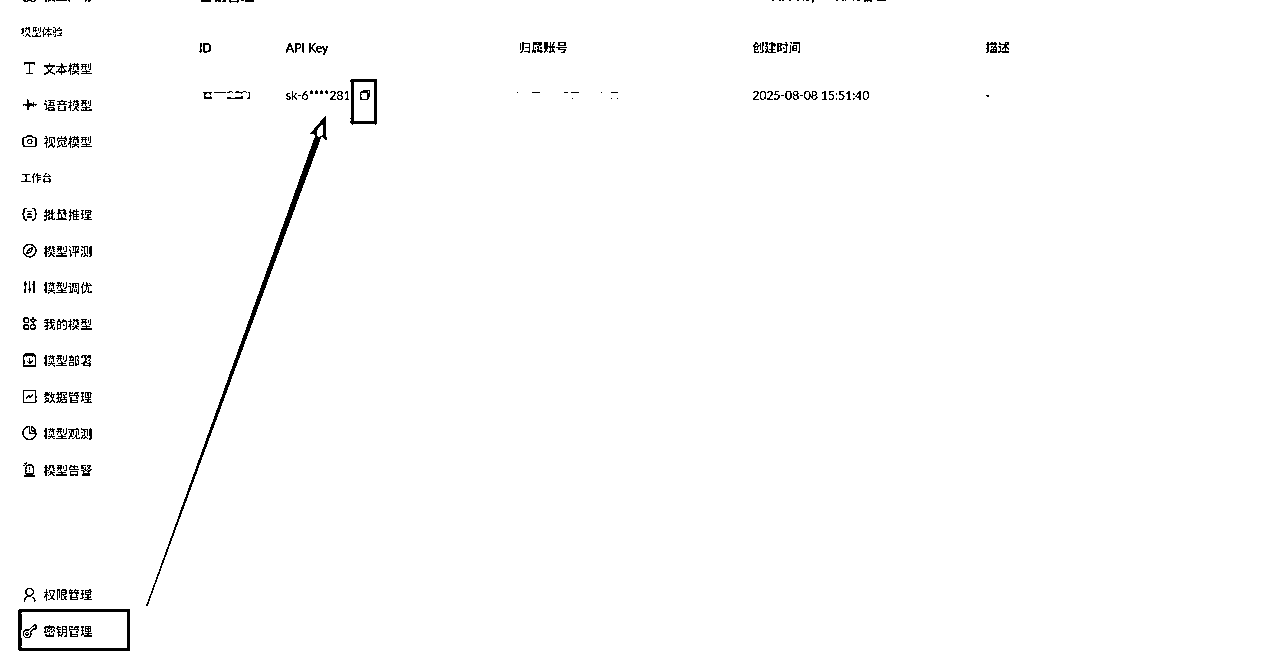 模型体验
文本模型
语音模型
视觉模型
工作台
批量推理
模型评测
模型调优
我的模型
模型部署
数据管理
模型观测
模型告警
权限管理
密钥管理
ID API Key 归属账号 创建时间 描述
sk-6****281 2025-08-08 15:51:40 -